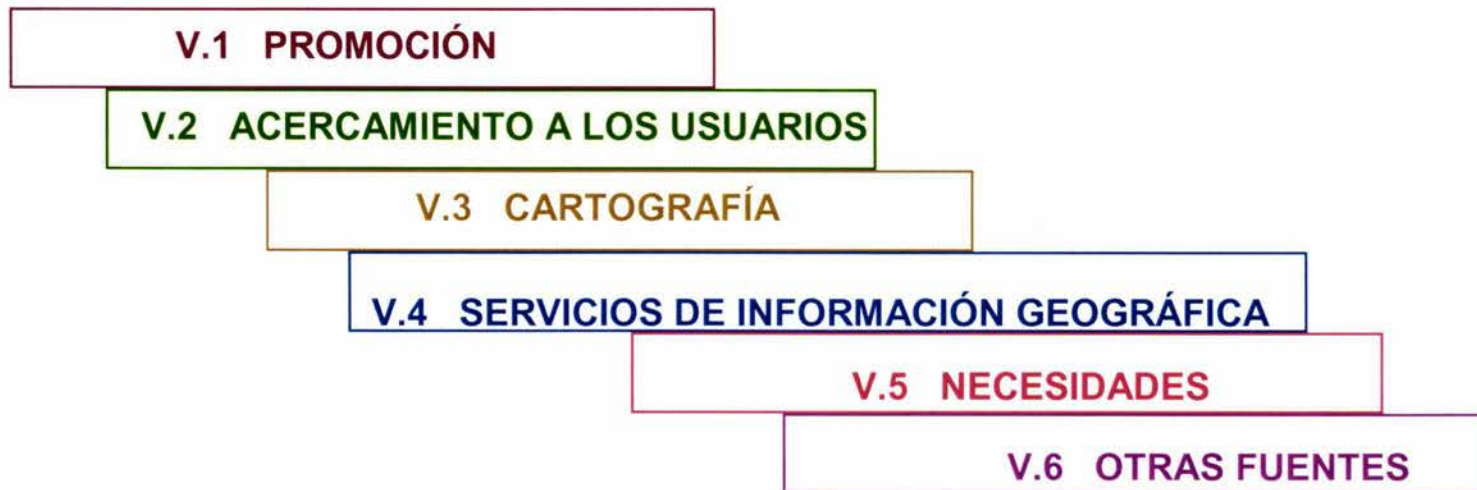 V.1 PROMOCIÓN
V.2 ACERCAMIENTO A LOS USUARIOS
V.3 CARTOGRAFÍA
V.4 SERVICIOS DE INFORMACIÓN GEOGRÁFICA
V.5 NECESIDADES
V.6 OTRAS FUENTES